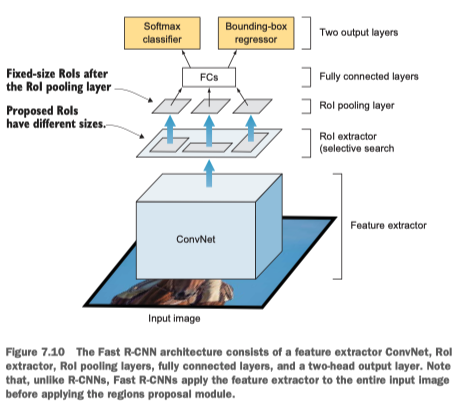 Softmax
classifier
Bounding-box
regressor
Two output layers
Fixed-size RoIs after
the RoI pooling layer
FCs
Fully connected layers
RoI pooling layer
Proposed RoIs
have different sizes.
RoI extractor
(selective search
ConvNet
Feature extractor
Input image
Figure 7.10 The Fast R-CNN architecture consists of a feature extractor ConvNet, RoI
extractor, RoI pooling layers, fully connected layers, and a two-head output layer. Note
that, unlike R-CNNs, Fast R-CNNs apply the feature extractor to the entire input image
before applying the regions proposal module.